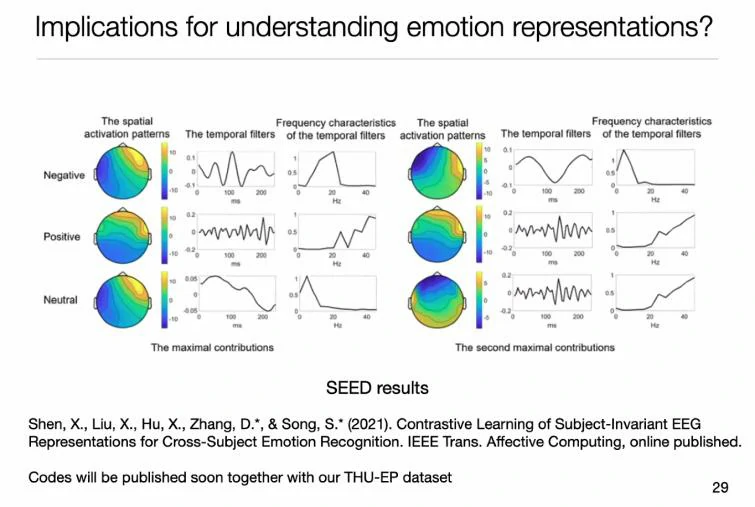 Implications for understanding emotion representations?
The spatial
activation patterns
The temporal filters
Frequency characteristics
of the temporal filters
The spatial
activation patterns
The temporal filters
Frequency characteristics
of the temporal filters
Negative
10
0
-10
0.1
0
-0.1
0 100 200
ms
1
0.5
0
0 20 40
Hz
10
5
0
-5
-10
0.1
0
-0.1
0 100 200
ms
1
0.5
0
0 20 40
Hz
Positive
10
0
-10
0.2
0
-0.2
0 100 200
ms
1
0.5
0
0 20 40
Hz
10
0
-10
0.2
0
-0.2
0 100 200
ms
1
0.5
0
0 20 40
Hz
Neutral
10
0
-10
0.05
0
-0.05
0 100 200
ms
1
0.5
0
0 20 40
Hz
5
0
-5
0.2
0
-0.2
0 100 200
ms
1
0.5
0
0 20 40
Hz
The maximal contributions
The second maximal contributions
SEED results
Shen, X., Liu, X., Hu, X., Zhang, D.*, & Song, S.* (2021). Contrastive Learning of Subject-Invariant EEG
Representations for Cross-Subject Emotion Recognition. IEEE Trans. Affective Computing, online published.
Codes will be published soon together with our THU-EP dataset
29